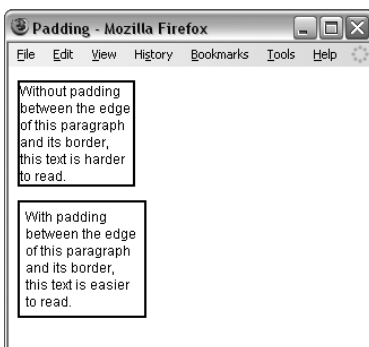 Padding - Mozilla Firefox
File Edit View History Bookmarks Tools Help
Without padding
between the edge
of this paragraph
and its border,
this text is harder
to read.
With padding
between the edge
of this paragraph
and its border,
this text is easier
to read.